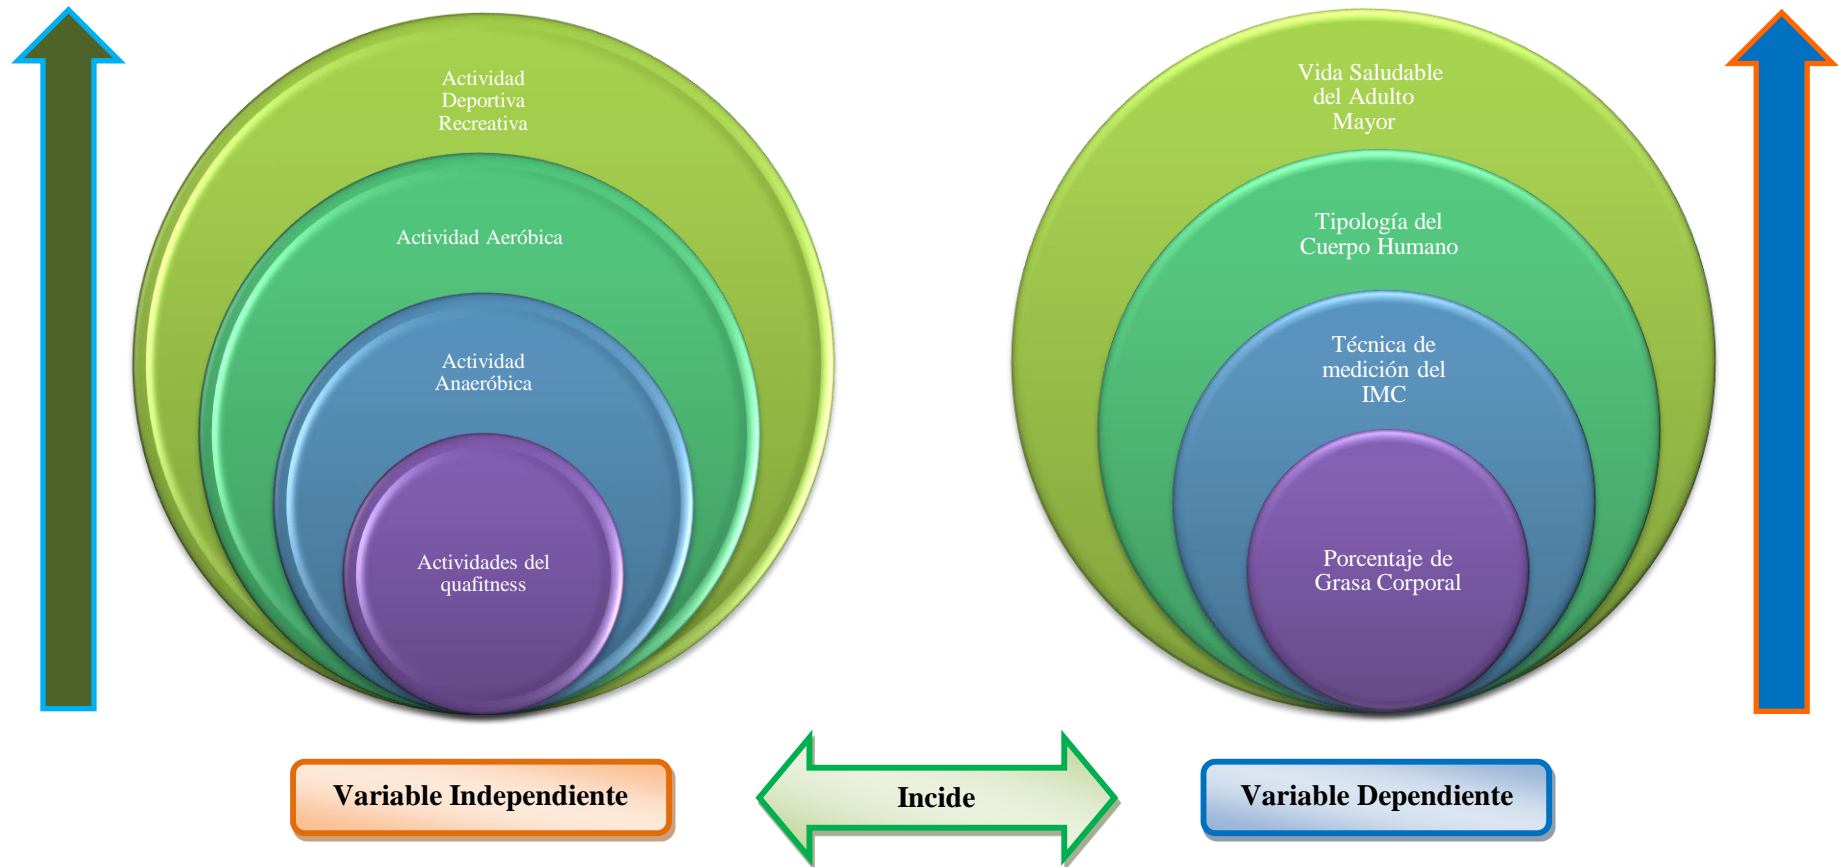 Actividad
Deportiva
Recreativa
Actividad Aeróbica
Actividad
Anaeróbica
Actividades del
quafitness
Vida Saludable
del Adulto
Mayor
Tipología del
Cuerpo Humano
Técnica de
medición del
IMC
Porcentaje de
Grasa Corporal
Variable Independiente
Incide
Variable Dependiente